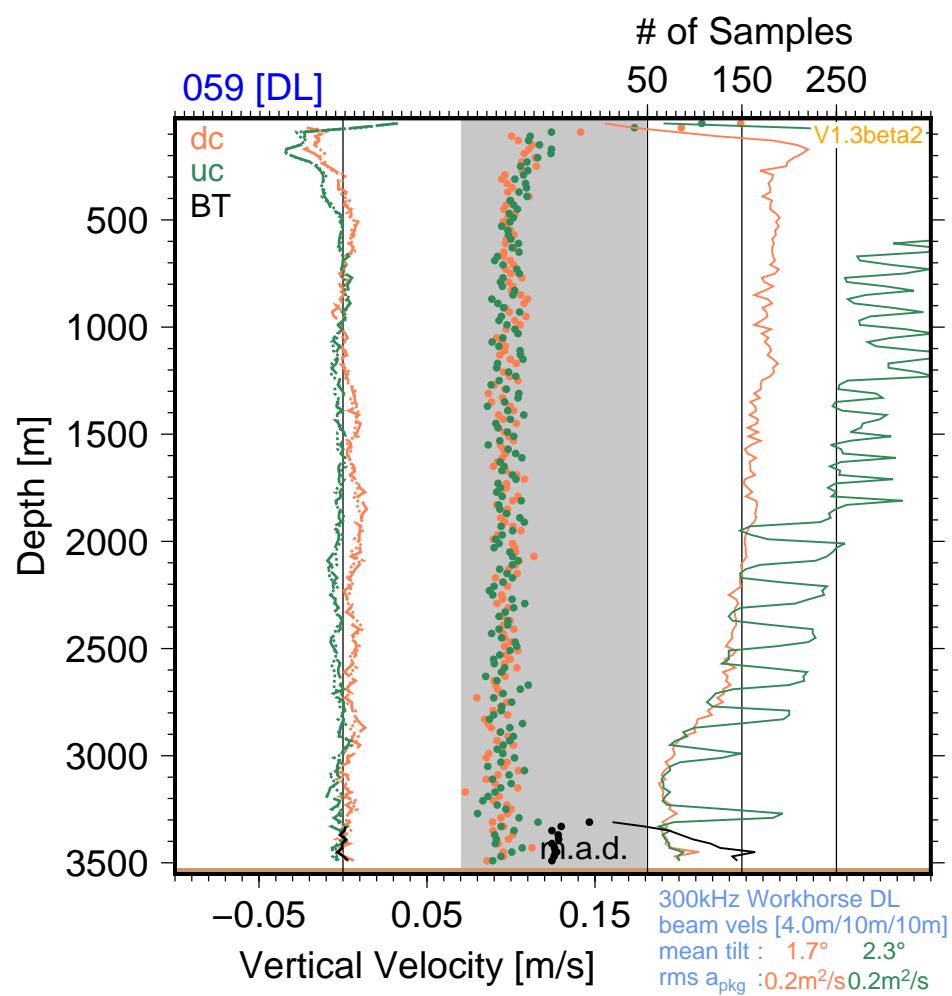 # of Samples
059 [DL]
50 150 250
dc
uc
BT
V1.3beta2
500
1000
1500
2000
2500
3000
3500
Depth [m]
m.a.d.
−0.05 0.05 0.15
Vertical Velocity [m/s]
300kHz Workhorse DL
beam vels [4.0m/10m/10m]
mean tilt : 1.7° 2.3°
rms a_pkg :0.2m²/s 0.2m²/s